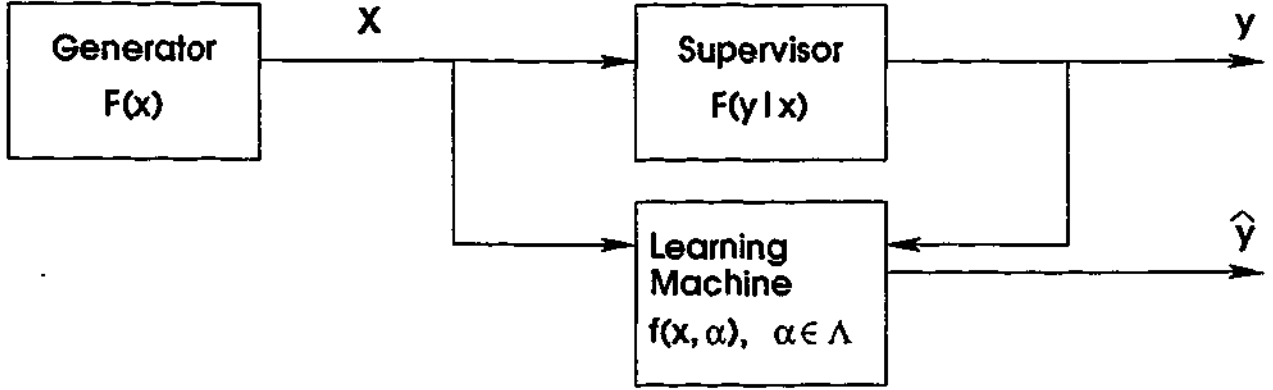 Generator
F(x)
X
Supervisor
F(y|x)
y
Learning
Machine
f(x, α), α ∈ Λ
ŷ